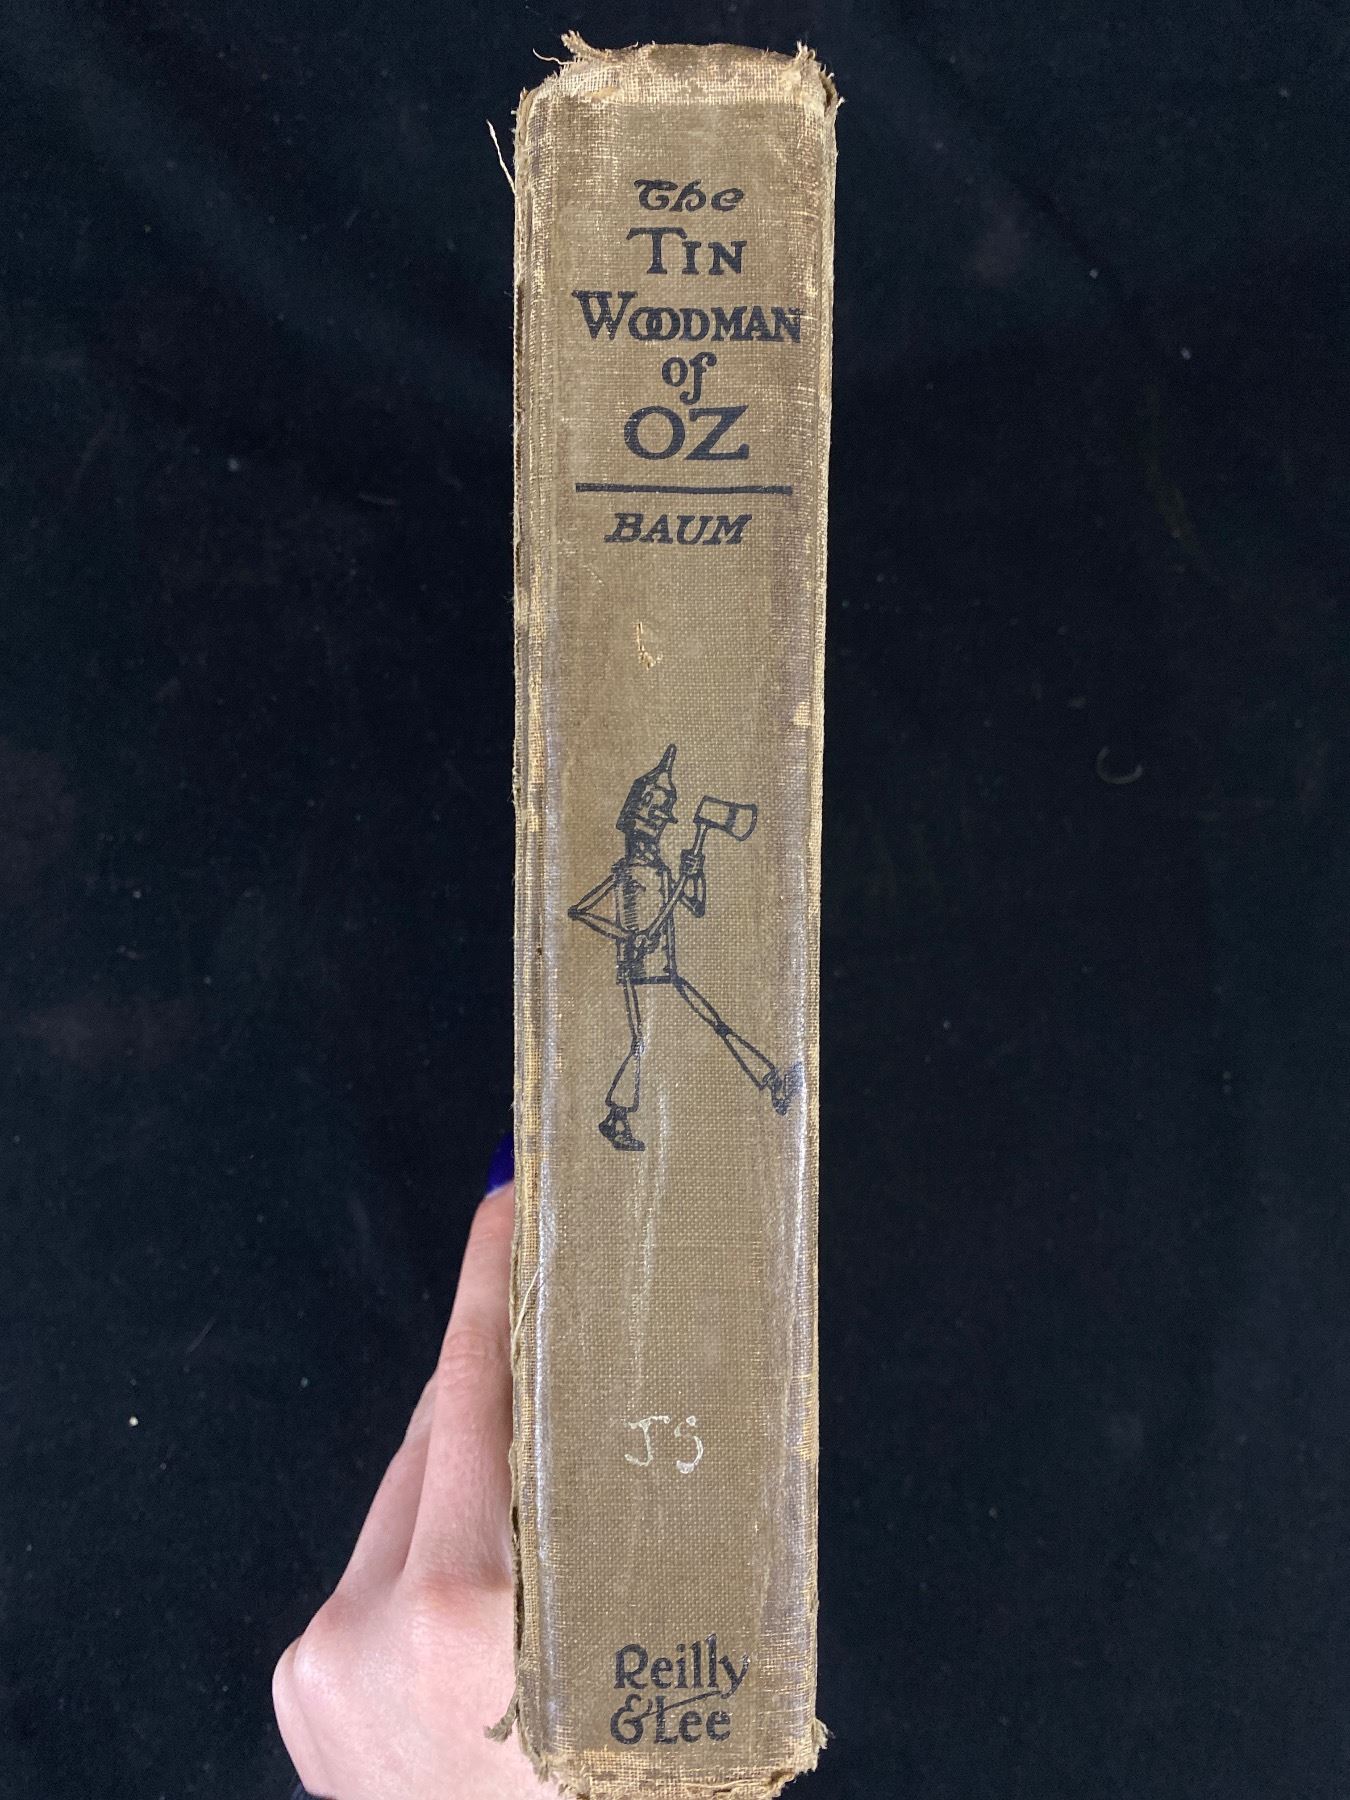 The
TIN
WOODMAN
of
OZ
BAUM
JS
Reilly
& Lee